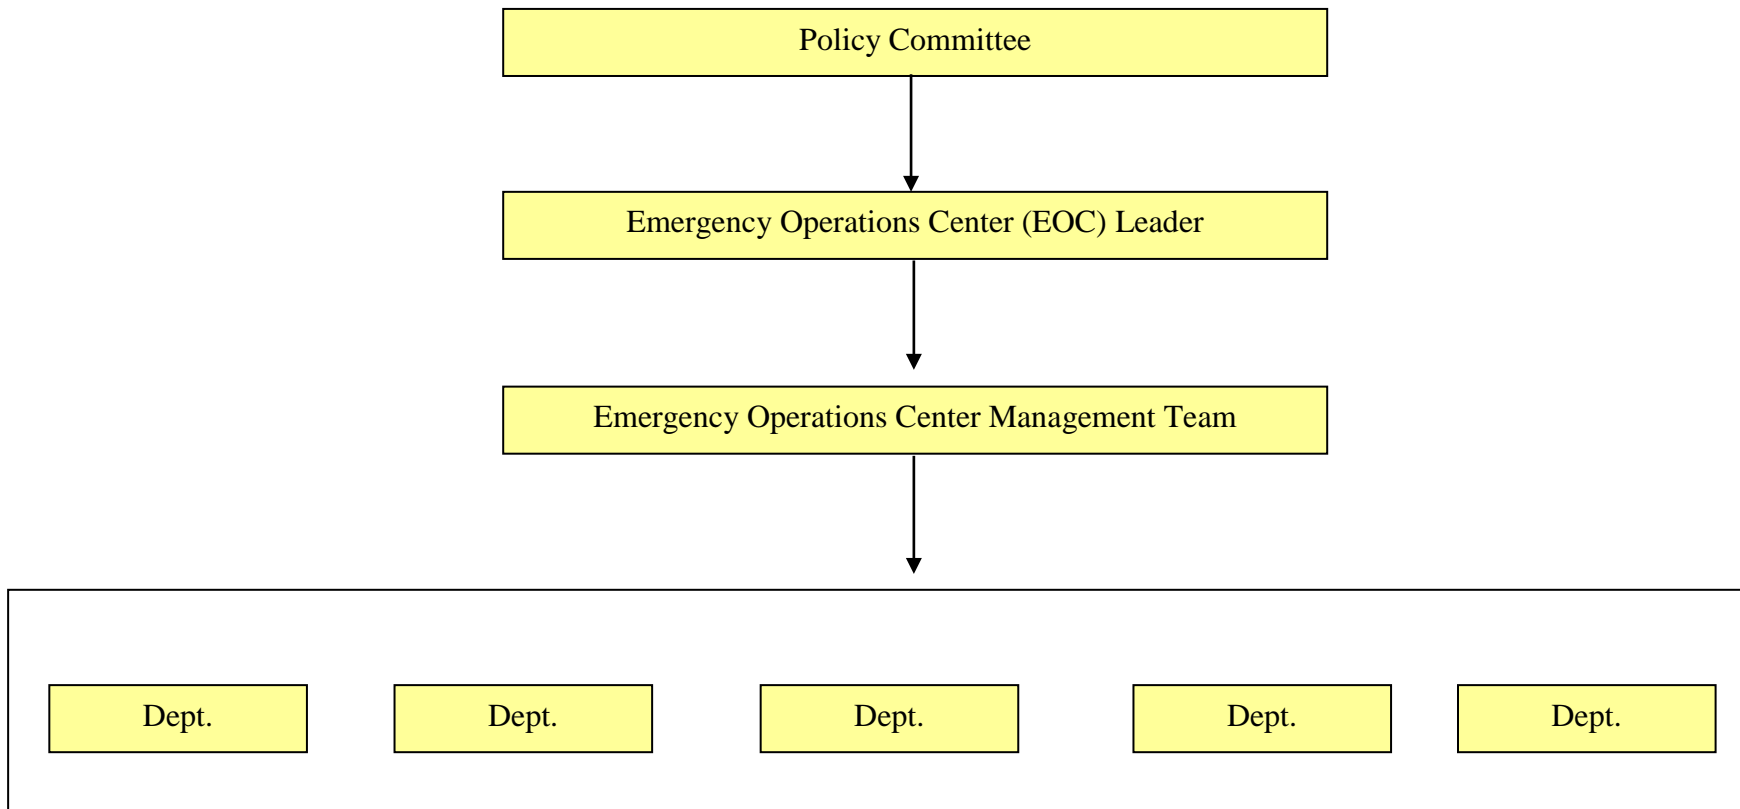 Policy Committee
Emergency Operations Center (EOC) Leader
Emergency Operations Center Management Team
Dept.
Dept.
Dept.
Dept.
Dept.